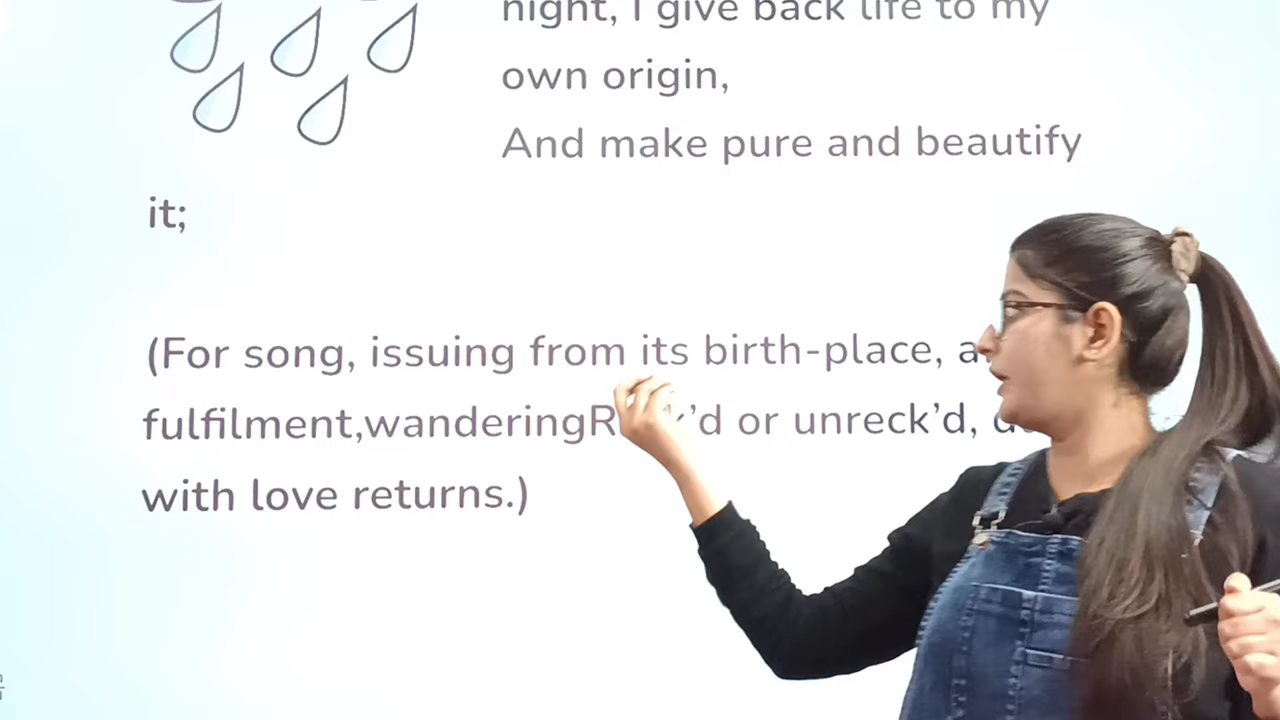 night, I give back life to my
own origin,
And make pure and beautify
it;
(For song, issuing from its birth-place,
fulfilment,wandering or unreck'd,
with love returns.)